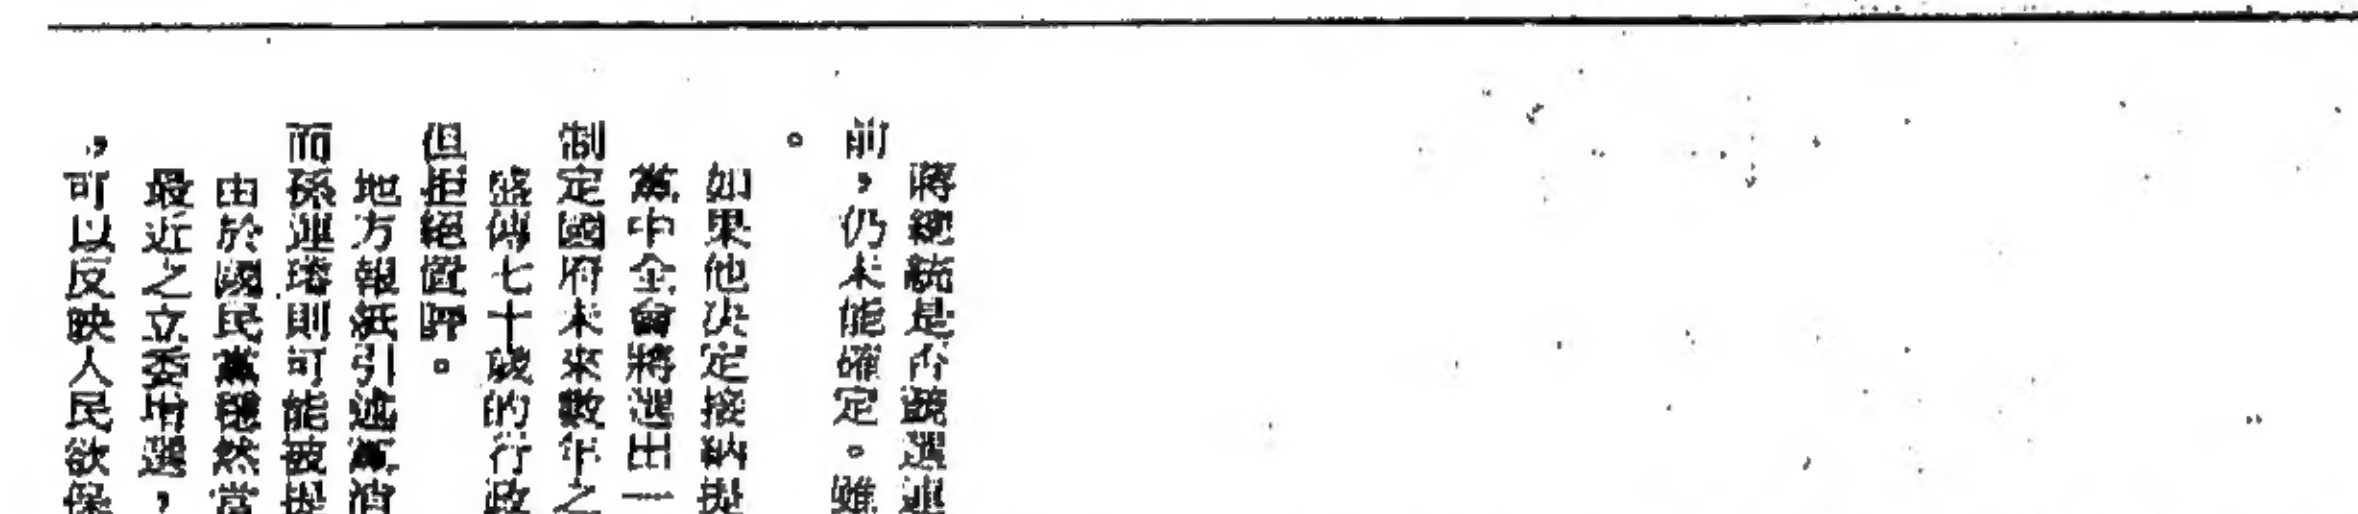 蔣總統是否競選連
前，仍未能確定。雖
。
如果他決定接納提
黨中全會將選出一
制定國府未來數年之
盛傳七十歲的行政
但拒絕置評。
地方報紙引述黨消
而孫運璿則可能被提
由於國民黨穩然當
最近之立委增選，
，可以反映人民欲保